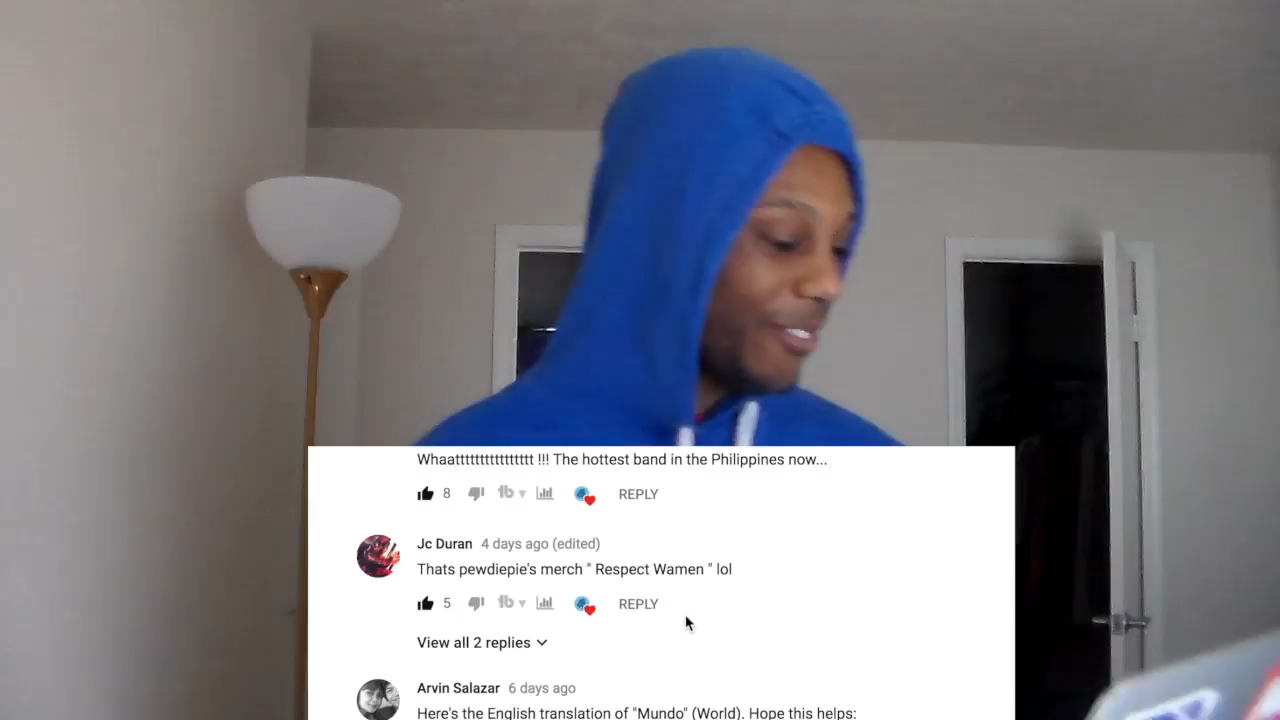 Whaatttttttttttttttt !!! The hottest band in the Philippines now...
8 REPLY
Jc Duran 4 days ago (edited)
Thats pewdiepie's merch " Respect Wamen " lol
5 REPLY
View all 2 replies
Arvin Salazar 6 days ago
Here's the English translation of "Mundo" (World). Hope this helps: